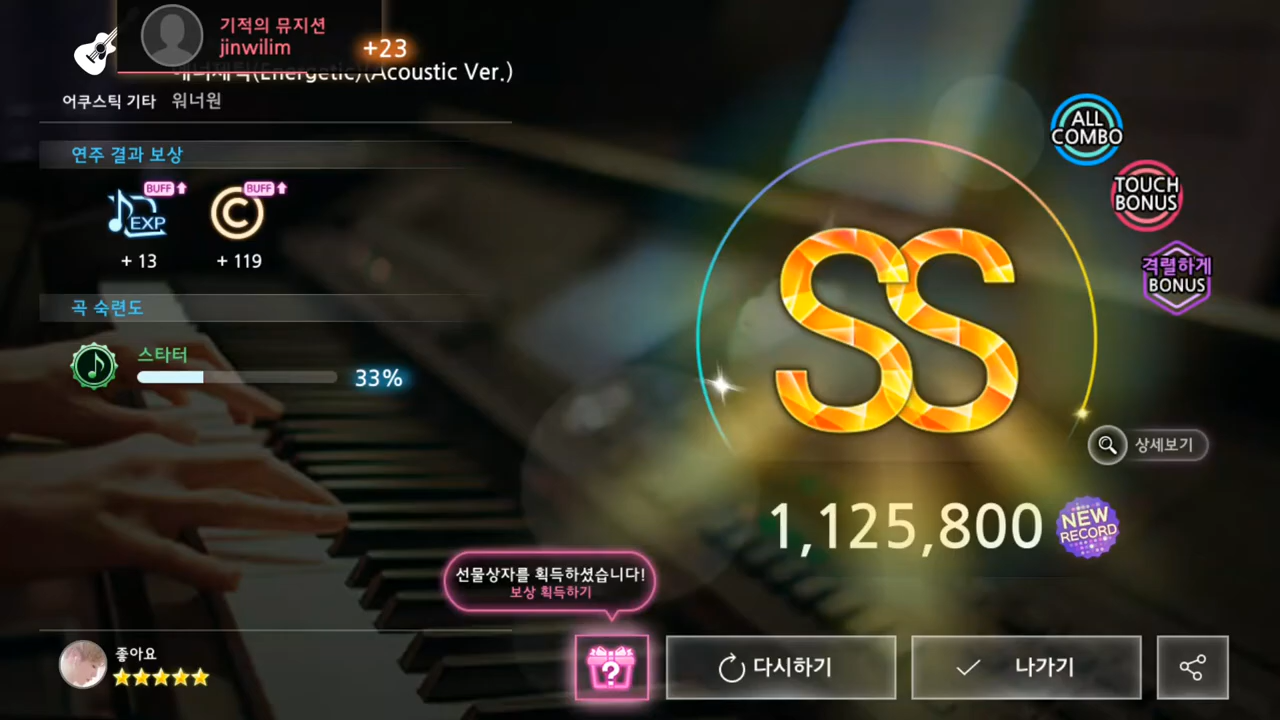 기적의 뮤지션
jinwilim
+23
에너제틱(Energetic)(Acoustic Ver.)
어쿠스틱 기타 워너원
연주 결과 보상
BUFF
EXP
+ 13
BUFF
C
+ 119
곡 숙련도
스타터
33%
ALL
COMBO
TOUCH
BONUS
격렬하게
BONUS
SS
상세보기
1,125,800
NEW
RECORD
선물상자를 획득하셨습니다!
보상 획득하기
좋아요
?
다시하기
나가기